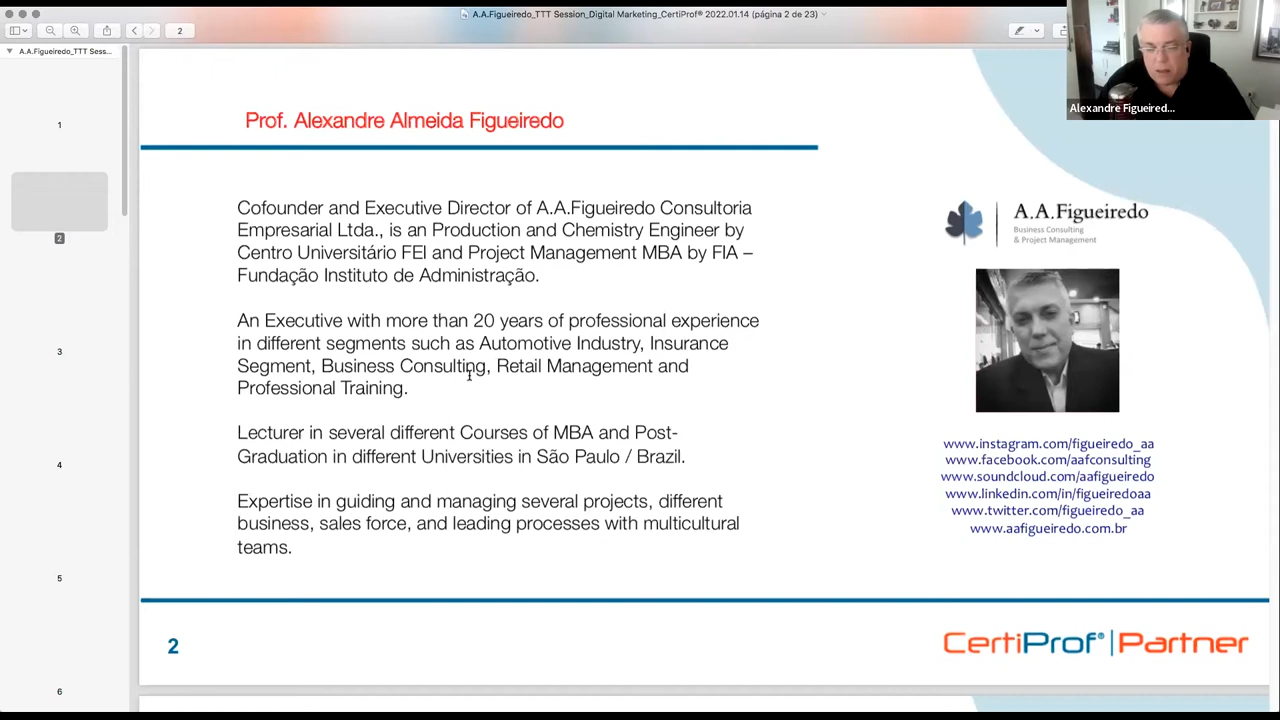 A.A.Figueiredo_TTT Session_Digital Marketing_CertiProf® 2022.01.14 (página 2 de 23)
2
A.A.Figueiredo_TTT Sess...
1
2
3
4
5
6
Alexandre Figueired...
Prof. Alexandre Almeida Figueiredo
Cofounder and Executive Director of A.A.Figueiredo Consultoria
Empresarial Ltda., is an Production and Chemistry Engineer by
Centro Universitário FEI and Project Management MBA by FIA –
Fundação Instituto de Administração.
An Executive with more than 20 years of professional experience
in different segments such as Automotive Industry, Insurance
Segment, Business Consulting, Retail Management and
Professional Training.
Lecturer in several different Courses of MBA and Post-
Graduation in different Universities in São Paulo / Brazil.
Expertise in guiding and managing several projects, different
business, sales force, and leading processes with multicultural
teams.
A.A.Figueiredo
Business Consulting
& Project Management
www.instagram.com/figueiredo_aa
www.facebook.com/aafconsulting
www.soundcloud.com/aafigueiredo
www.linkedin.com/in/figueiredoaa
www.twitter.com/figueiredo_aa
www.aafigueiredo.com.br
2
CertiProf® | Partner